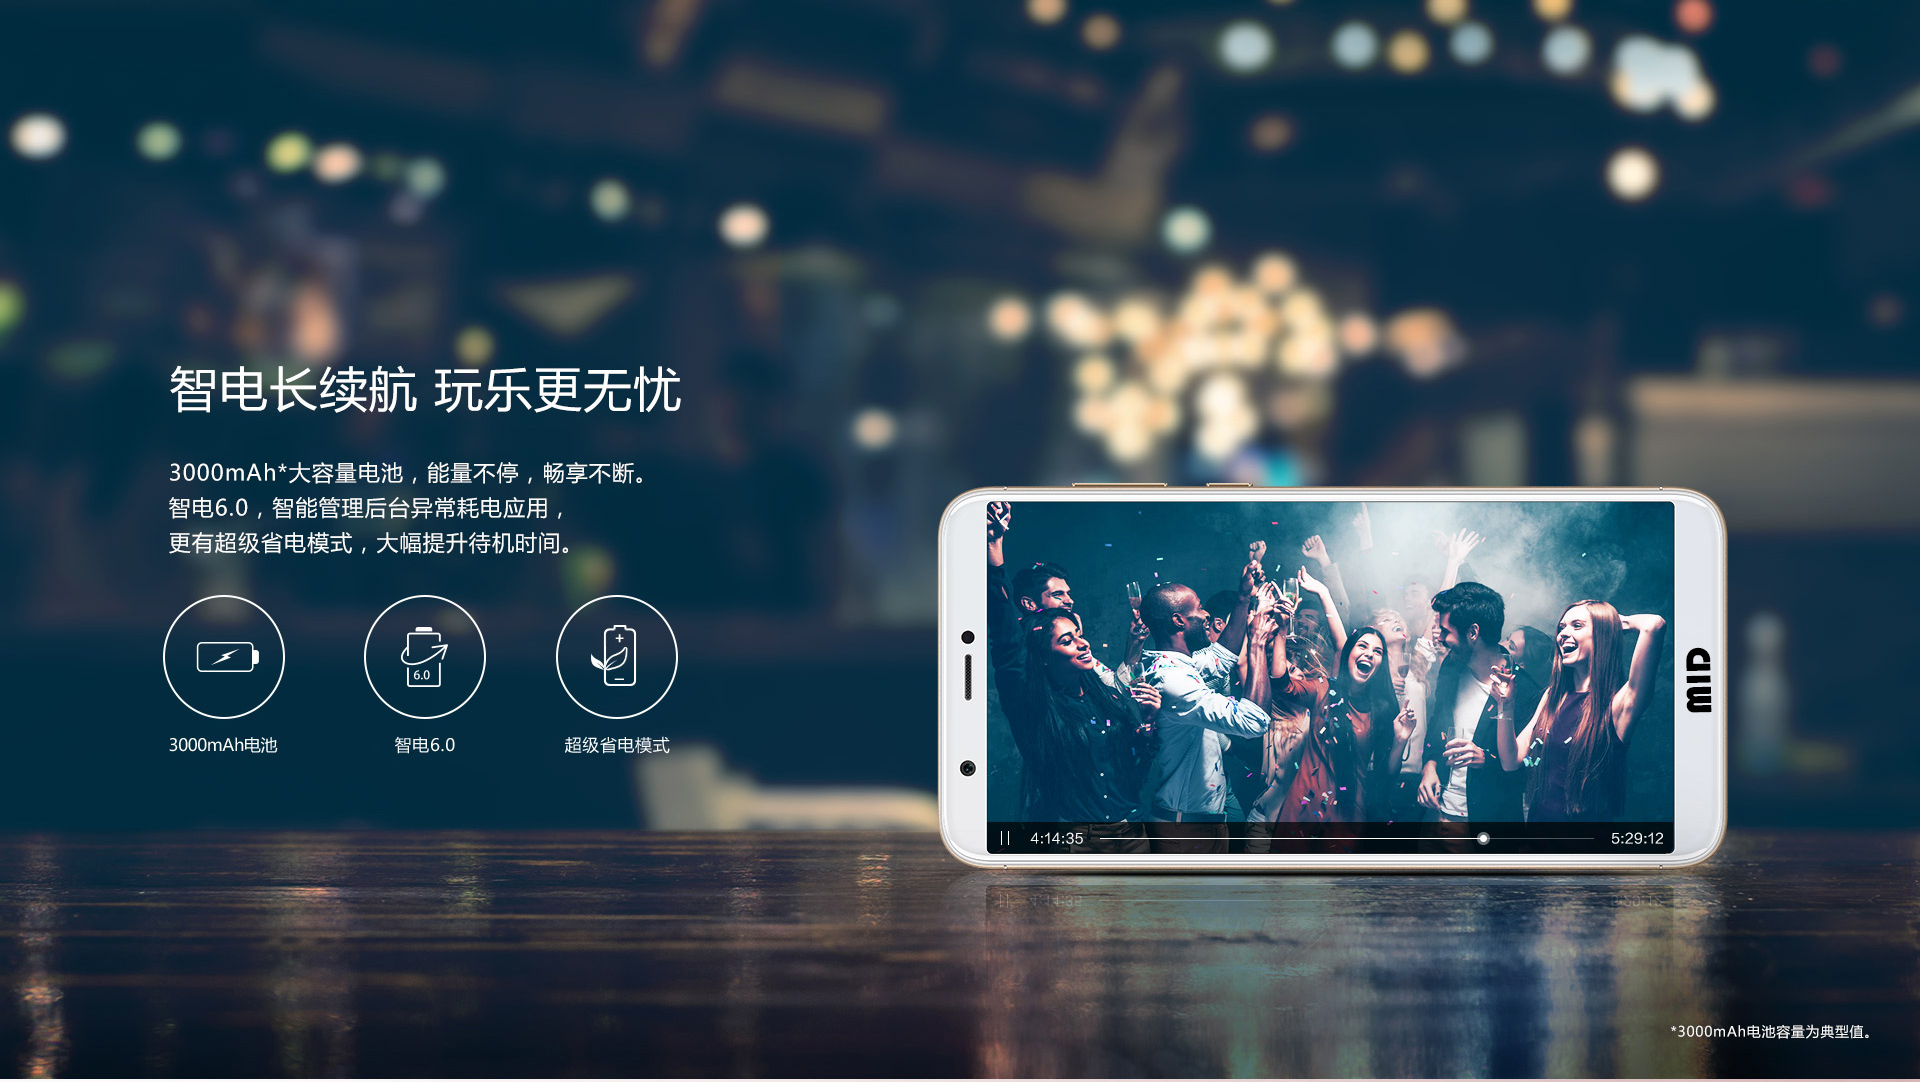 智电长续航 玩乐更无忧
3000mAh*大容量电池，能量不停，畅享不断。
智电6.0，智能管理后台异常耗电应用，
更有超级省电模式，大幅提升待机时间。
6.0
3000mAh电池
智电6.0
超级省电模式
MID
4:14:35
5:29:12
*3000mAh电池容量为典型值。